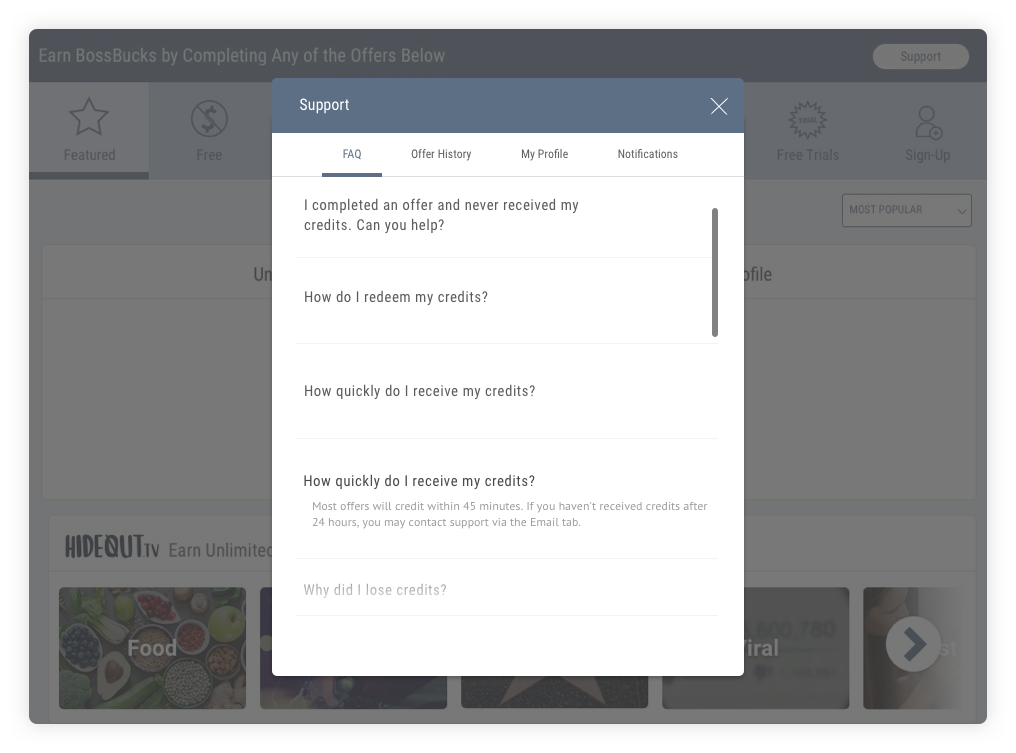 Earn BossBucks by Completing Any of the Offers Below
Support
Support
Featured
Free
Free Trials
Sign-Up
FAQ
Offer History
My Profile
Notifications
MOST POPULAR
I completed an offer and never received my
credits. Can you help?
How do I redeem my credits?
How quickly do I receive my credits?
How quickly do I receive my credits?
Most offers will credit within 45 minutes. If you haven't received credits after
24 hours, you may contact support via the Email tab.
Why did I lose credits?
HIDEOUT.TV Earn Unlimited
Food